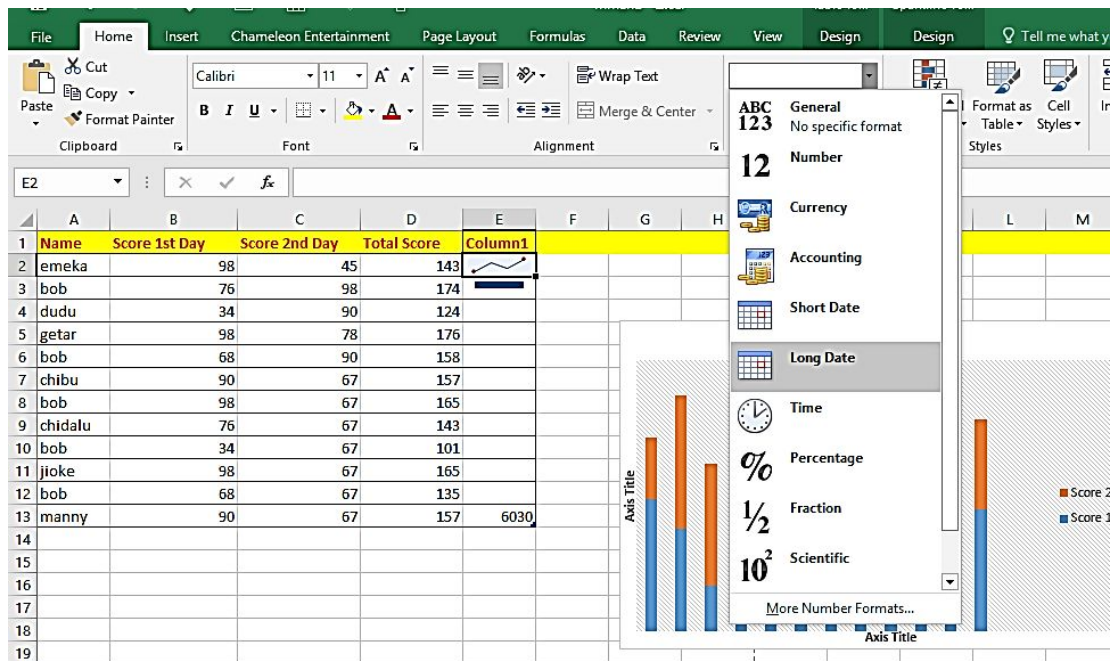 File Home Insert Chameleon Entertainment Page Layout Formulas Data Review View Design Design Tell me what y
Cut
Copy
Paste
Format Painter
Clipboard
Calibri 11
B I U
Font
Wrap Text
Merge & Center
Alignment
Format as Table
Cell Styles
Styles
ABC 123 General
No specific format
12 Number
Currency
Accounting
Short Date
Long Date
Time
% Percentage
1/2 Fraction
10² Scientific
More Number Formats...
E2 fx
A B C D E F G H L M
1 Name Score 1st Day Score 2nd Day Total Score Column1
2 emeka 98 45 143
3 bob 76 98 174
4 dudu 34 90 124
5 getar 98 78 176
6 bob 68 90 158
7 chibu 90 67 157
8 bob 98 67 165
9 chidalu 76 67 143
10 bob 34 67 101
11 jioke 98 67 165
12 bob 68 67 135
13 manny 90 67 157 6030
14
15
16
17
18
19
Axis Title
Score 2
Score 1
Axis Title